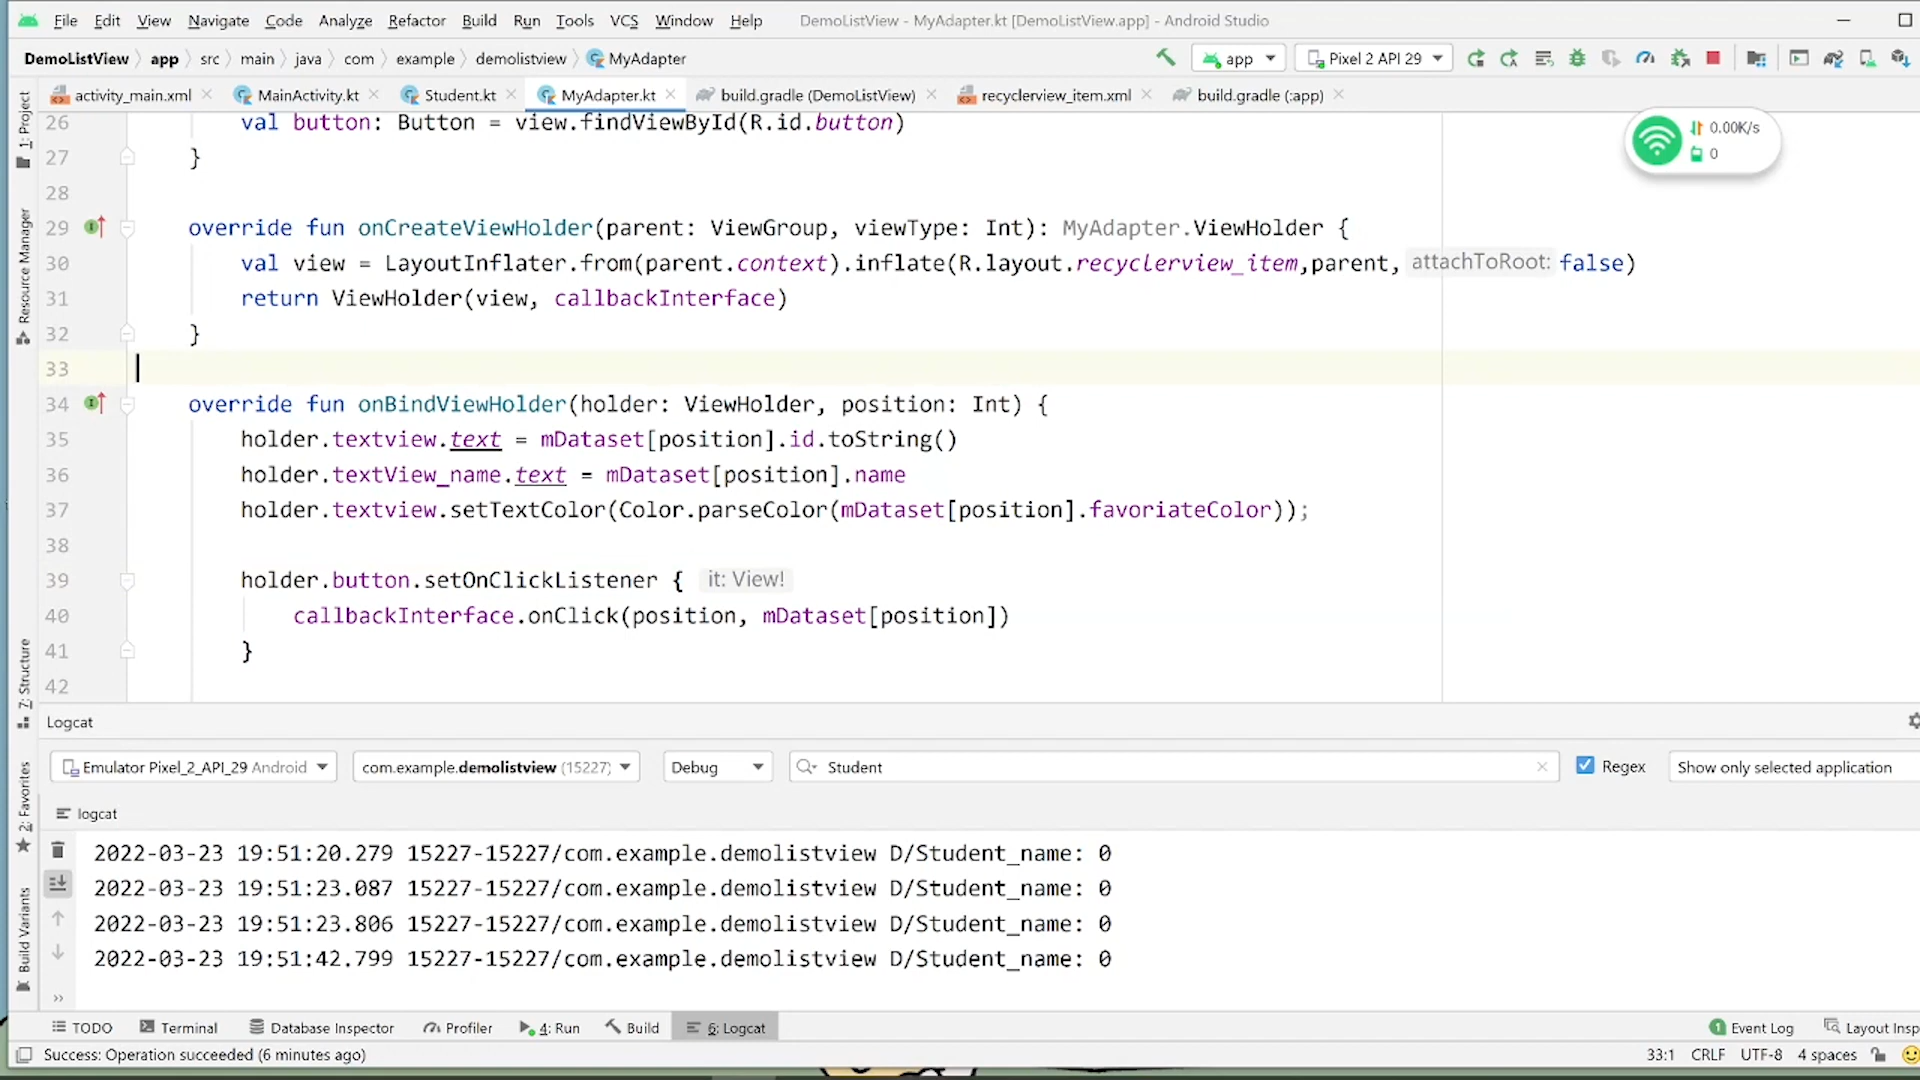 File Edit View Navigate Code Analyze Refactor Build Run Tools VCS Window Help DemoListView - MyAdapter.kt [DemoListView.app] - Android Studio
DemoListView app src main java com example demolistview MyAdapter app Pixel 2 API 29
activity_main.xml MainActivity.kt Student.kt MyAdapter.kt build.gradle (DemoListView) recyclerview_item.xml build.gradle (:app)
1: Project
Resource Manager
7: Structure
2: Favorites
Build Variants
0.00K/s
0
26 val button: Button = view.findViewById(R.id.button)
27 }
28
29 override fun onCreateViewHolder(parent: ViewGroup, viewType: Int): MyAdapter.ViewHolder {
30 val view = LayoutInflater.from(parent.context).inflate(R.layout.recyclerview_item,parent, attachToRoot: false)
31 return ViewHolder(view, callbackInterface)
32 }
33
34 override fun onBindViewHolder(holder: ViewHolder, position: Int) {
35 holder.textview.text = mDataset[position].id.toString()
36 holder.textView_name.text = mDataset[position].name
37 holder.textview.setTextColor(Color.parseColor(mDataset[position].favoriateColor));
38
39 holder.button.setOnClickListener { it: View!
40 callbackInterface.onClick(position, mDataset[position])
41 }
42
Logcat
Emulator Pixel_2_API_29 Android com.example.demolistview (15227) Debug Student Regex Show only selected application
logcat
2022-03-23 19:51:20.279 15227-15227/com.example.demolistview D/Student_name: 0
2022-03-23 19:51:23.087 15227-15227/com.example.demolistview D/Student_name: 0
2022-03-23 19:51:23.806 15227-15227/com.example.demolistview D/Student_name: 0
2022-03-23 19:51:42.799 15227-15227/com.example.demolistview D/Student_name: 0
TODO Terminal Database Inspector Profiler 4: Run Build 6: Logcat 1 Event Log Layout Insp
Success: Operation succeeded (6 minutes ago) 33:1 CRLF UTF-8 4 spaces